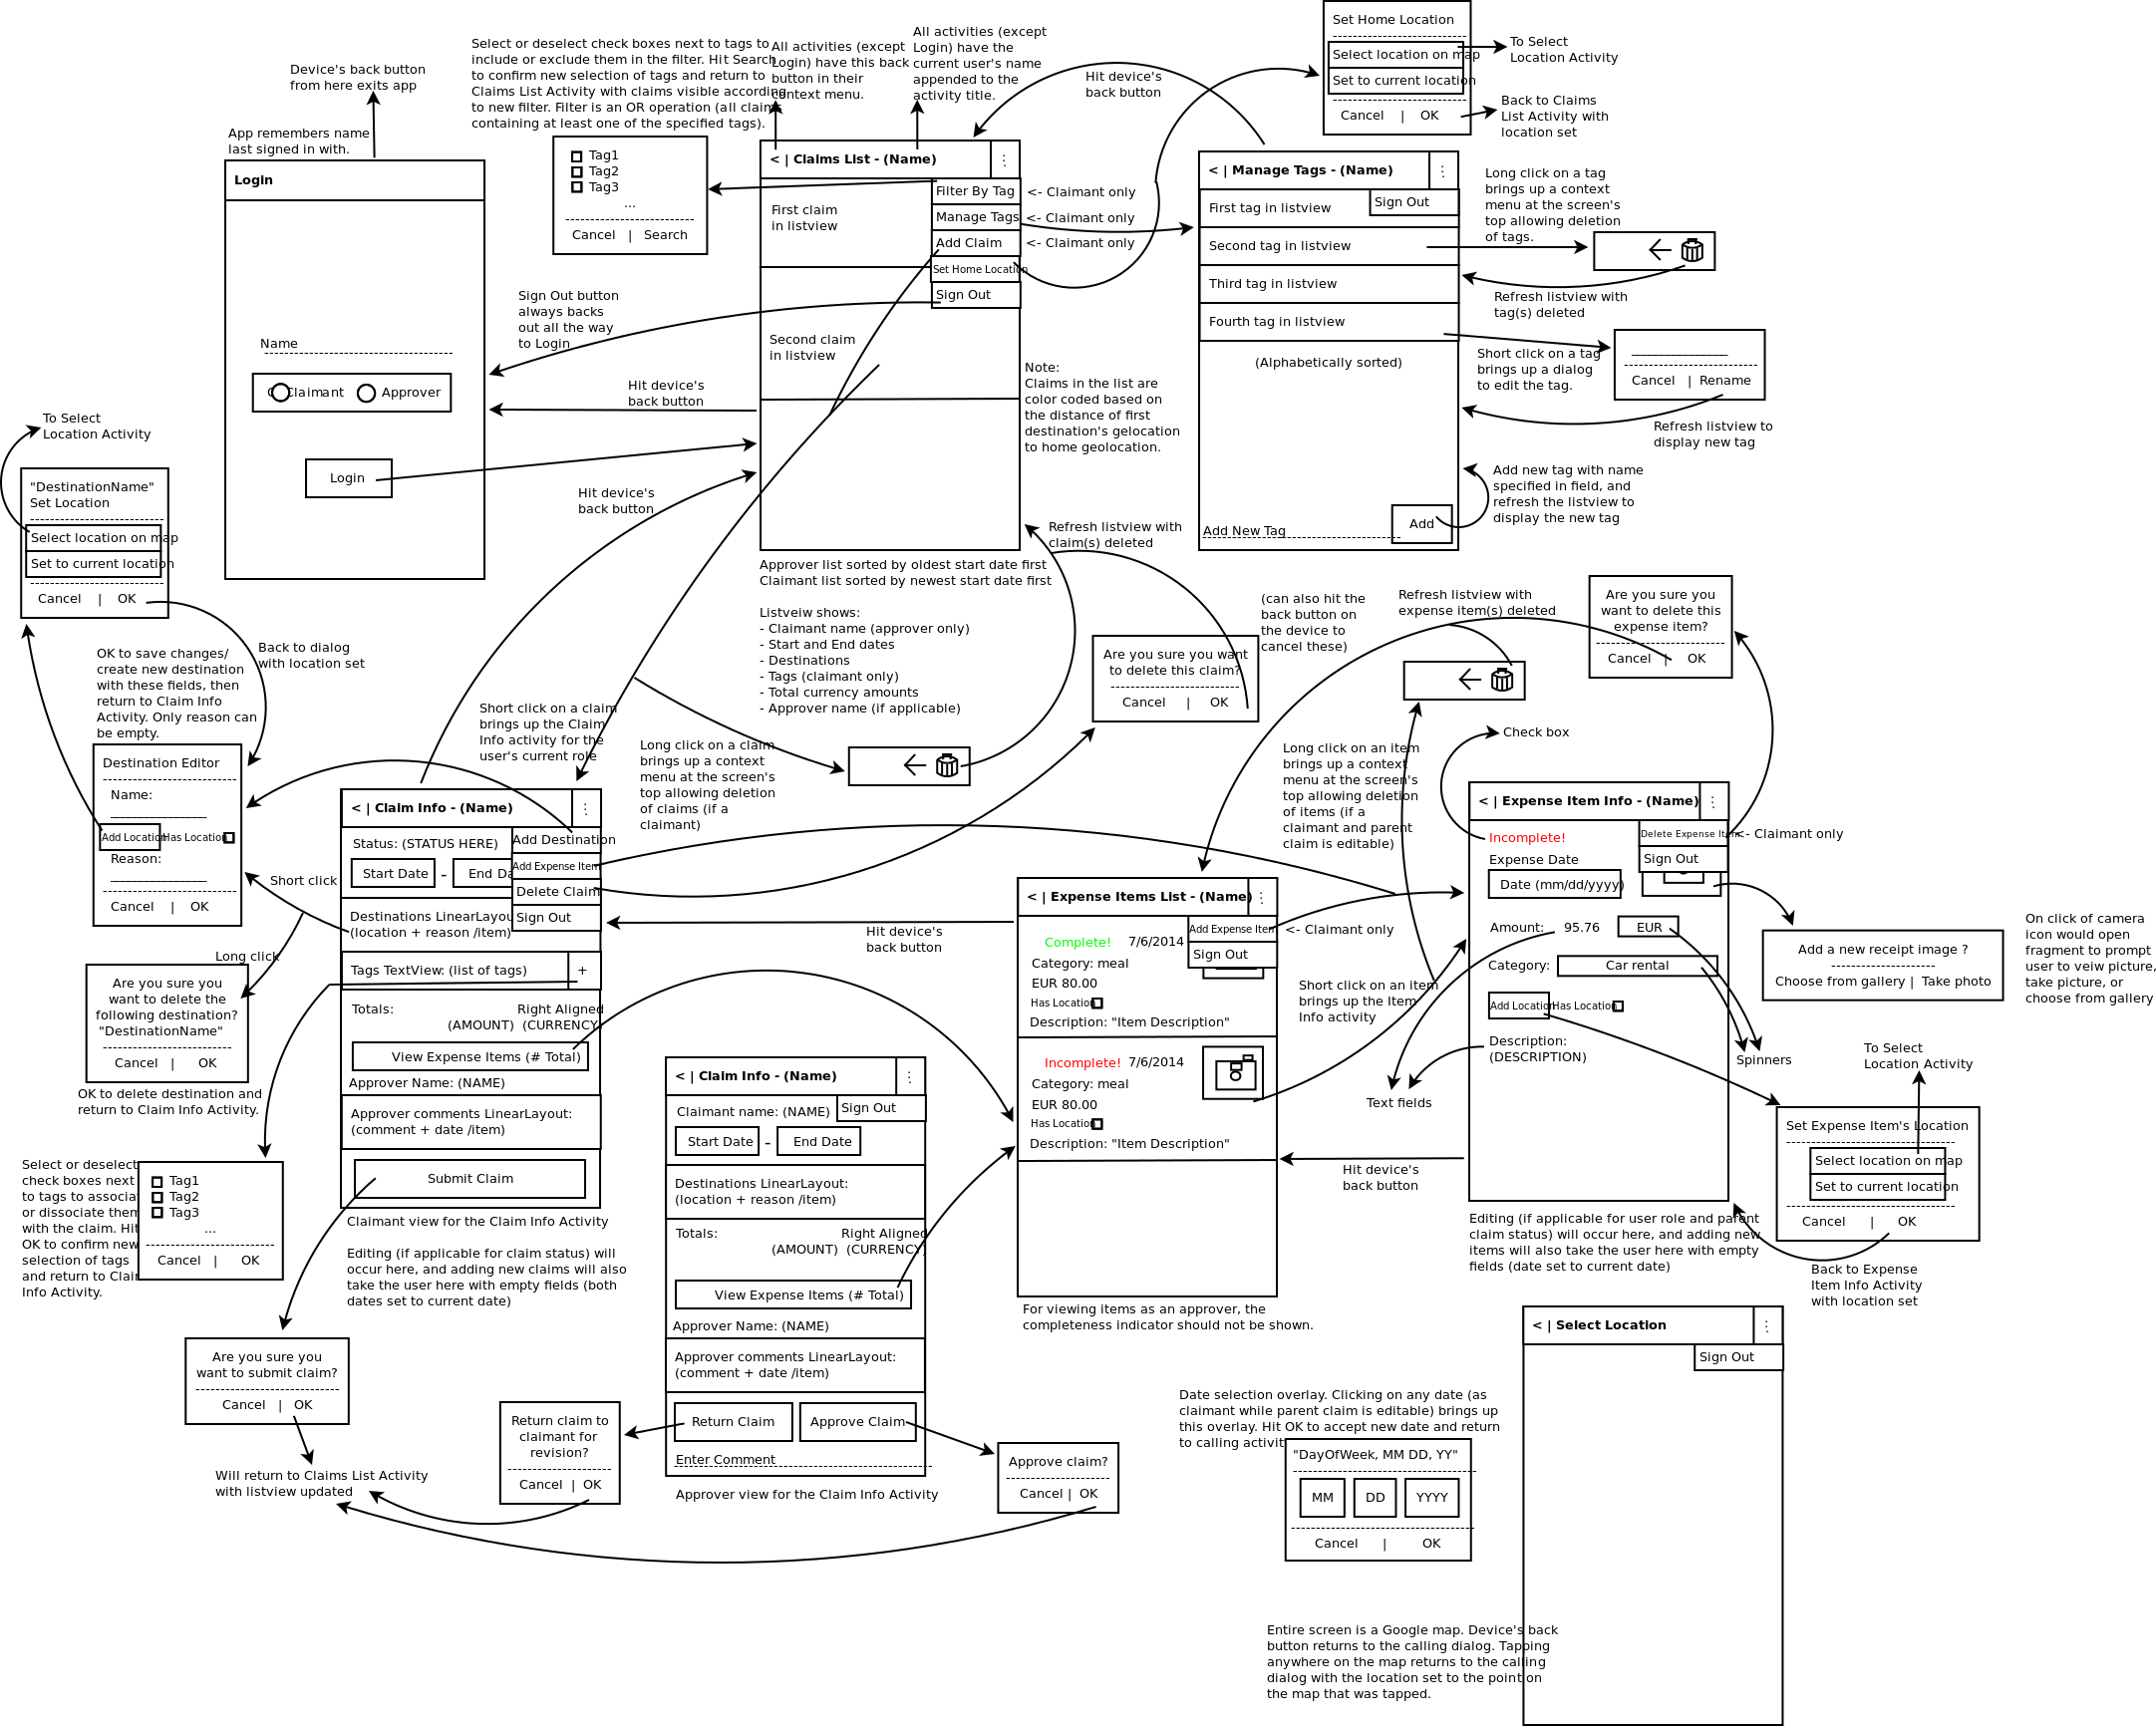 Device's back button
from here exits app
App remembers name
last signed in with.
Login
Name
Claimant
Approver
Login
Select or deselect check boxes next to tags to
include or exclude them in the filter. Hit Search
to confirm new selection of tags and return to
Claims List Activity with claims visible according
to new filter. Filter is an OR operation (all claims
containing at least one of the specified tags).
Tag1
Tag2
Tag3
...
Cancel | Search
All activities (except
Login) have this back
button in their
context menu.
All activities (except
Login) have the
current user's name
appended to the
activity title.
Hit device's
back button
< | Claims List - (Name)
First claim
in listview
Second claim
in listview
Filter By Tag
Manage Tags
Add Claim
Set Home Location
Sign Out
<- Claimant only
<- Claimant only
<- Claimant only
Sign Out button
always backs
out all the way
to Login
Hit device's
back button
Hit device's
back button
Note:
Claims in the list are
color coded based on
the distance of first
destination's gelocation
to home geolocation.
Set Home Location
Select location on map
Set to current location
Cancel | OK
To Select
Location Activity
Back to Claims
List Activity with
location set
< | Manage Tags - (Name)
Sign Out
First tag in listview
Second tag in listview
Third tag in listview
Fourth tag in listview
(Alphabetically sorted)
Add New Tag
Add
Long click on a tag
brings up a context
menu at the screen's
top allowing deletion
of tags.
Refresh listview with
tag(s) deleted
Short click on a tag
brings up a dialog
to edit the tag.
Cancel | Rename
Refresh listview to
display new tag
Add new tag with name
specified in field, and
refresh the listview to
display the new tag
To Select
Location Activity
"DestinationName"
Set Location
Select location on map
Set to current location
Cancel | OK
Back to dialog
with location set
OK to save changes/
create new destination
with these fields, then
return to Claim Info
Activity. Only reason can
be empty.
Destination Editor
Name:
Add Location
Has Location
Reason:
Cancel | OK
Short click
Long click
Are you sure you
want to delete the
following destination?
"DestinationName"
Cancel | OK
OK to delete destination and
return to Claim Info Activity.
Approver list sorted by oldest start date first
Claimant list sorted by newest start date first
Listveiw shows:
- Claimant name (approver only)
- Start and End dates
- Destinations
- Tags (claimant only)
- Total currency amounts
- Approver name (if applicable)
Refresh listview with
claim(s) deleted
Are you sure you want
to delete this claim?
Cancel | OK
Short click on a claim
brings up the Claim
Info activity for the
user's current role
Long click on a claim
brings up a context
menu at the screen's
top allowing deletion
of claims (if a
claimant)
< | Claim Info - (Name)
Status: (STATUS HERE)
Start Date - End Da
Add Destination
Add Expense Item
Delete Claim
Sign Out
Destinations LinearLayou
(location + reason /item)
Tags TextView: (list of tags)
+
Totals:
Right Aligned
(AMOUNT) (CURRENCY)
View Expense Items (# Total)
Approver Name: (NAME)
Approver comments LinearLayout:
(comment + date /item)
Submit Claim
Claimant view for the Claim Info Activity
Editing (if applicable for claim status) will
occur here, and adding new claims will also
take the user here with empty fields (both
dates set to current date)
Select or deselect
check boxes next
to tags to associa
or dissociate them
with the claim. Hit
OK to confirm new
selection of tags
and return to Clai
Info Activity.
Tag1
Tag2
Tag3
...
Cancel | OK
Are you sure you
want to submit claim?
Cancel | OK
Will return to Claims List Activity
with listview updated
< | Claim Info - (Name)
Sign Out
Claimant name: (NAME)
Start Date - End Date
Destinations LinearLayout:
(location + reason /item)
Totals:
Right Aligned
(AMOUNT) (CURRENCY)
View Expense Items (# Total)
Approver Name: (NAME)
Approver comments LinearLayout:
(comment + date /item)
Return Claim
Approve Claim
Enter Comment
Approver view for the Claim Info Activity
Return claim to
claimant for
revision?
Cancel | OK
Approve claim?
Cancel | OK
(can also hit the
back button on
the device to
cancel these)
Refresh listview with
expense item(s) deleted
Are you sure you
want to delete this
expense item?
Cancel | OK
Long click on an item
brings up a context
menu at the screen's
top allowing deletion
of items (if a
claimant and parent
claim is editable)
Check box
Hit device's
back button
< | Expense Items List - (Name)
Add Expense Item
Sign Out
<- Claimant only
Complete! 7/6/2014
Category: meal
EUR 80.00
Has Location
Description: "Item Description"
Incomplete! 7/6/2014
Category: meal
EUR 80.00
Has Location
Description: "Item Description"
For viewing items as an approver, the
completeness indicator should not be shown.
Short click on an item
brings up the Item
Info activity
Hit device's
back button
Text fields
< | Expense Item Info - (Name)
Delete Expense Item
Sign Out
<- Claimant only
Incomplete!
Expense Date
Date (mm/dd/yyyy)
Amount: 95.76 EUR
Category: Car rental
Add Location
Has Location
Description:
(DESCRIPTION)
Spinners
Add a new receipt image ?
Choose from gallery | Take photo
On click of camera
icon would open
fragment to prompt
user to veiw picture,
take picture, or
choose from gallery
To Select
Location Activity
Set Expense Item's Location
Select location on map
Set to current location
Cancel | OK
Back to Expense
Item Info Activity
with location set
Editing (if applicable for user role and parent
claim status) will occur here, and adding new
items will also take the user here with empty
fields (date set to current date)
< | Select Location
Sign Out
Date selection overlay. Clicking on any date (as
claimant while parent claim is editable) brings up
this overlay. Hit OK to accept new date and return
to calling activit
"DayOfWeek, MM DD, YY"
MM DD YYYY
Cancel | OK
Entire screen is a Google map. Device's back
button returns to the calling dialog. Tapping
anywhere on the map returns to the calling
dialog with the location set to the point on
the map that was tapped.